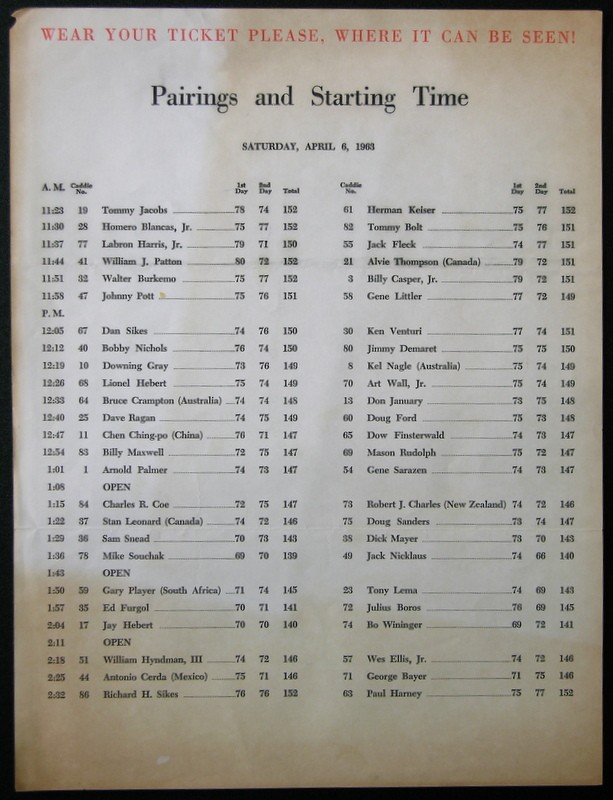 WEAR YOUR TICKET PLEASE, WHERE IT CAN BE SEEN!
Pairings and Starting Time
SATURDAY, APRIL 6, 1963
A. M. Caddie No. 1st Day 2nd Day Total Caddie No. 1st Day 2nd Day Total
11:23 19 Tommy Jacobs 78 74 152 61 Herman Keiser 75 77 152
11:30 28 Homero Blancas, Jr. 75 77 152 82 Tommy Bolt 75 76 151
11:37 77 Labron Harris, Jr. 79 71 150 55 Jack Fleck 74 77 151
11:44 41 William J. Patton 80 72 152 21 Alvie Thompson (Canada) 79 72 151
11:51 32 Walter Burkemo 75 77 152 3 Billy Casper, Jr. 79 72 151
11:58 47 Johnny Pott 75 76 151 58 Gene Littler 77 72 149
P. M.
12:05 67 Dan Sikes 74 76 150 30 Ken Venturi 77 74 151
12:12 40 Bobby Nichols 76 74 150 80 Jimmy Demaret 75 75 150
12:19 10 Downing Gray 73 76 149 8 Kel Nagle (Australia) 75 74 149
12:26 68 Lionel Hebert 75 74 149 70 Art Wall, Jr. 75 74 149
12:33 64 Bruce Crampton (Australia) 74 74 148 13 Don January 73 75 148
12:40 25 Dave Ragan 74 75 149 60 Doug Ford 75 73 148
12:47 11 Chen Ching-po (China) 76 71 147 65 Dow Finsterwald 74 73 147
12:54 83 Billy Maxwell 72 75 147 69 Mason Rudolph 75 72 147
1:01 1 Arnold Palmer 74 73 147 54 Gene Sarazen 74 73 147
1:08 OPEN
1:15 84 Charles R. Coe 72 75 147 73 Robert J. Charles (New Zealand) 74 72 146
1:22 37 Stan Leonard (Canada) 74 72 146 75 Doug Sanders 73 74 147
1:29 36 Sam Snead 70 73 143 38 Dick Mayer 73 70 143
1:36 78 Mike Souchak 69 70 139 49 Jack Nicklaus 74 66 140
1:43 OPEN
1:50 59 Gary Player (South Africa) 71 74 145 23 Tony Lema 74 69 143
1:57 35 Ed Furgol 70 71 141 72 Julius Boros 76 69 145
2:04 17 Jay Hebert 70 70 140 74 Bo Wininger 69 72 141
2:11 OPEN
2:18 51 William Hyndman, III 74 72 146 57 Wes Ellis, Jr. 74 72 146
2:25 44 Antonio Cerda (Mexico) 75 71 146 71 George Bayer 71 75 146
2:32 86 Richard H. Sikes 76 76 152 63 Paul Harney 75 77 152